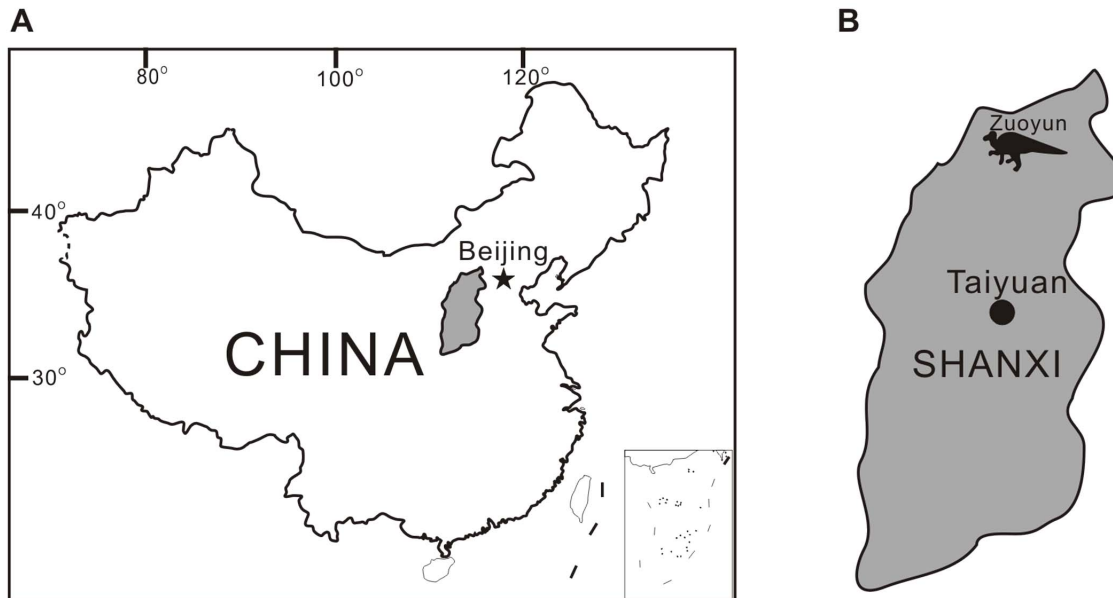 A
B
80°
100°
120°
Zuoyun
40°
Beijing
Taiyuan
CHINA
SHANXI
30°